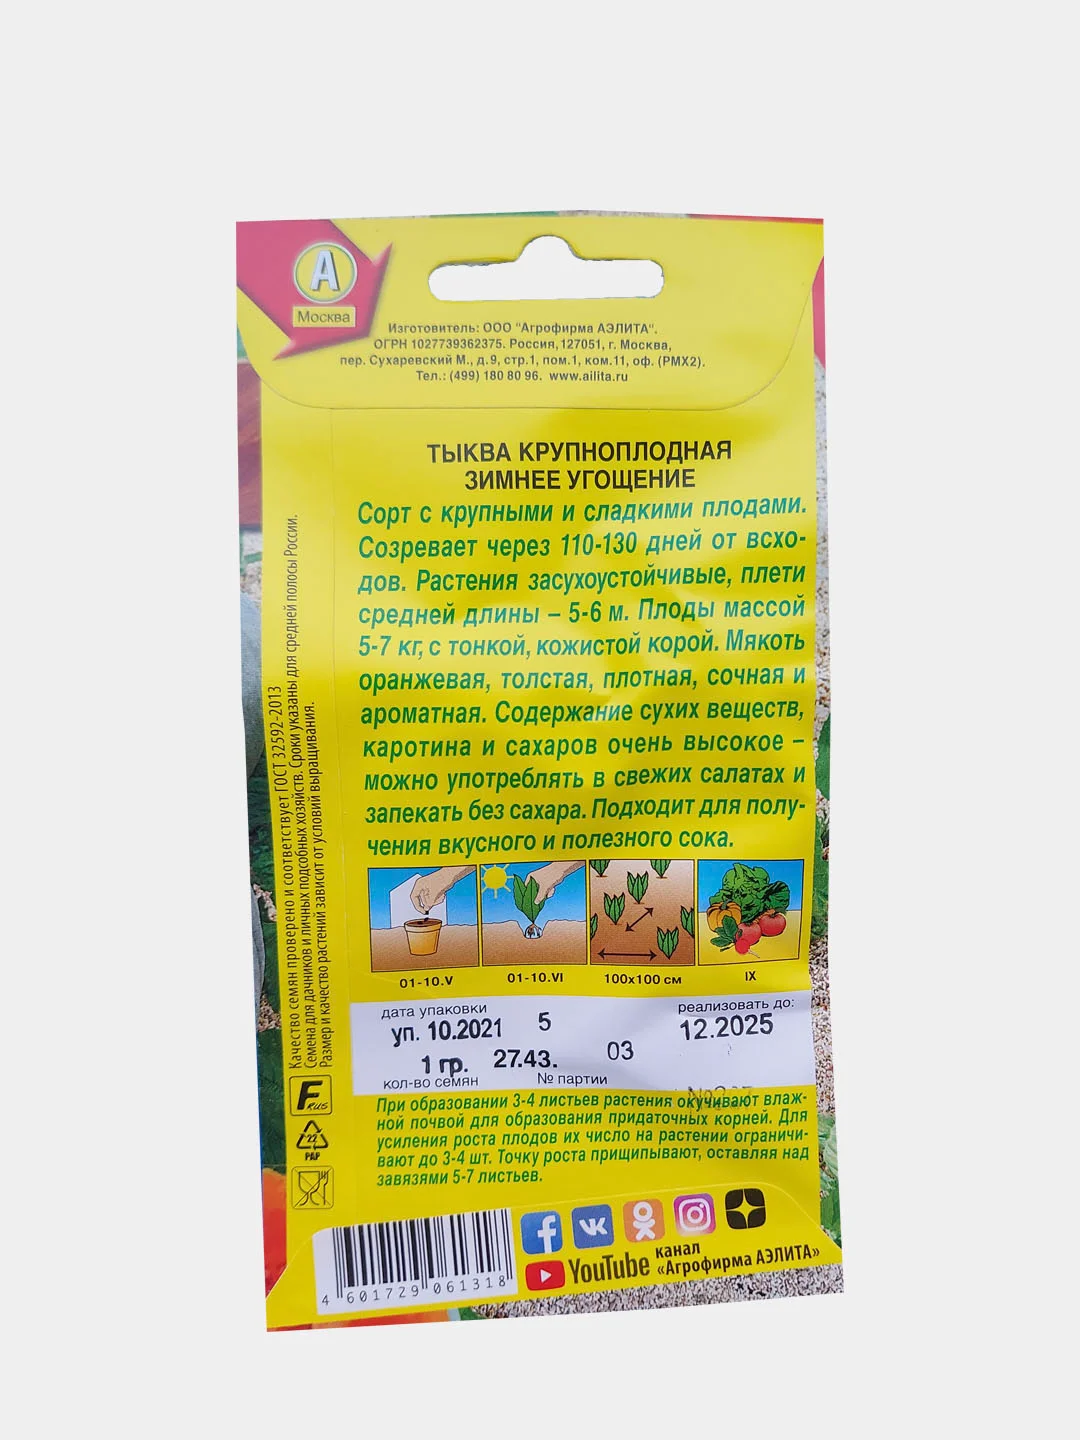 А
Москва
Изготовитель: ООО "Агрофирма АЭЛИТА".
ОГРН 1027739362375. Россия, 127051, г. Москва,
пер. Сухаревский М., д.9, стр.1, пом.1, ком.11, оф. (РМХ2).
Тел.: (499) 180 80 96. www.ailita.ru
ТЫКВА КРУПНОПЛОДНАЯ
ЗИМНЕЕ УГОЩЕНИЕ
Сорт с крупными и сладкими плодами.
Созревает через 110-130 дней от всхо-
дов. Растения засухоустойчивые, плети
средней длины – 5-6 м. Плоды массой
5-7 кг, с тонкой, кожистой корой. Мякоть
оранжевая, толстая, плотная, сочная и
ароматная. Содержание сухих веществ,
каротина и сахаров очень высокое –
можно употреблять в свежих салатах и
запекать без сахара. Подходит для полу-
чения вкусного и полезного сока.
01-10.V
01-10.VI
100х100 см
IX
дата упаковки
реализовать до:
уп. 10.2021
5
12.2025
1 гр.
27.43.
03
кол-во семян
№ партии
При образовании 3-4 листьев растения окучивают влаж-
ной почвой для образования придаточных корней. Для
усиления роста плодов их число на растении ограничи-
вают до 3-4 шт. Точку роста прищипывают, оставляя над
завязями 5-7 листьев.
Качество семян проверено и соответствует ГОСТ 32592-2013
Семена для дачников и личных подсобных хозяйств. Сроки указаны для средней полосы России.
Размер и качество растений зависит от условий выращивания.
F RUS
22
PAP
4 601729 061318
YouTube канал
«Агрофирма АЭЛИТА»